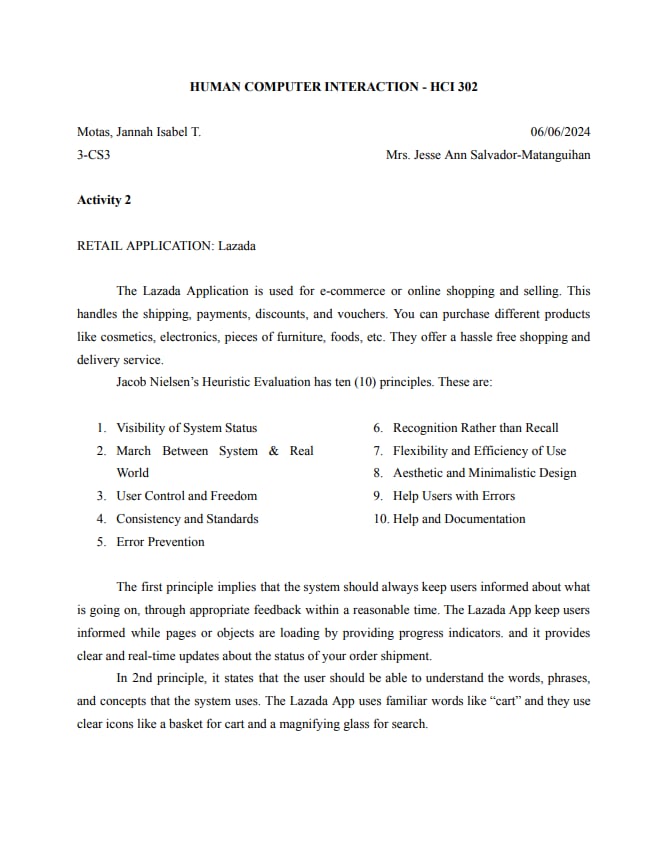 HUMAN COMPUTER INTERACTION - HCI 302
Motas, Jannah Isabel T. 06/06/2024
3-CS3 Mrs. Jesse Ann Salvador-Matanguihan
Activity 2
RETAIL APPLICATION: Lazada
The Lazada Application is used for e-commerce or online shopping and selling. This
handles the shipping, payments, discounts, and vouchers. You can purchase different products
like cosmetics, electronics, pieces of furniture, foods, etc. They offer a hassle free shopping and
delivery service.
Jacob Nielsen’s Heuristic Evaluation has ten (10) principles. These are:
1. Visibility of System Status
2. March Between System & Real
World
3. User Control and Freedom
4. Consistency and Standards
5. Error Prevention
6. Recognition Rather than Recall
7. Flexibility and Efficiency of Use
8. Aesthetic and Minimalistic Design
9. Help Users with Errors
10. Help and Documentation
The first principle implies that the system should always keep users informed about what
is going on, through appropriate feedback within a reasonable time. The Lazada App keep users
informed while pages or objects are loading by providing progress indicators. and it provides
clear and real-time updates about the status of your order shipment.
In 2nd principle, it states that the user should be able to understand the words, phrases,
and concepts that the system uses. The Lazada App uses familiar words like “cart” and they use
clear icons like a basket for cart and a magnifying glass for search.